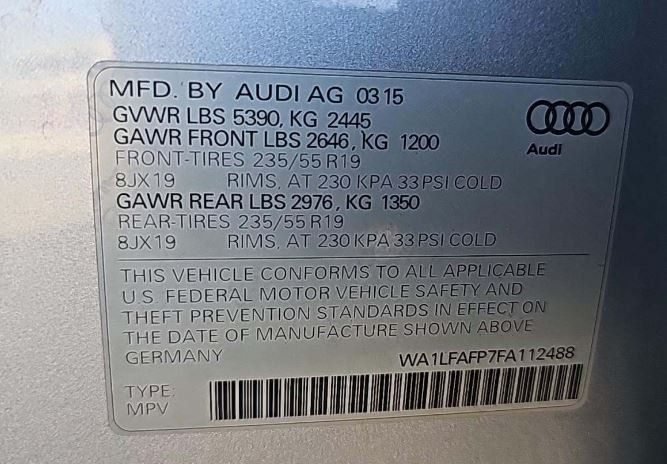 MFD. BY AUDI AG 0315
GVWR LBS 5390, KG 2445
GAWR FRONT LBS 2646, KG 1200
FRONT-TIRES 235/55 R19
8JX19 RIMS, AT 230 KPA 33 PSI COLD
GAWR REAR LBS 2976, KG 1350
REAR-TIRES 235/55 R19
8JX19 RIMS, AT 230 KPA 33 PSI COLD
Audi
THIS VEHICLE CONFORMS TO ALL APPLICABLE
U.S. FEDERAL MOTOR VEHICLE SAFETY AND
THEFT PREVENTION STANDARDS IN EFFECT ON
THE DATE OF MANUFACTURE SHOWN ABOVE
GERMANY WA1LFAFP7FA112488
TYPE:
MPV